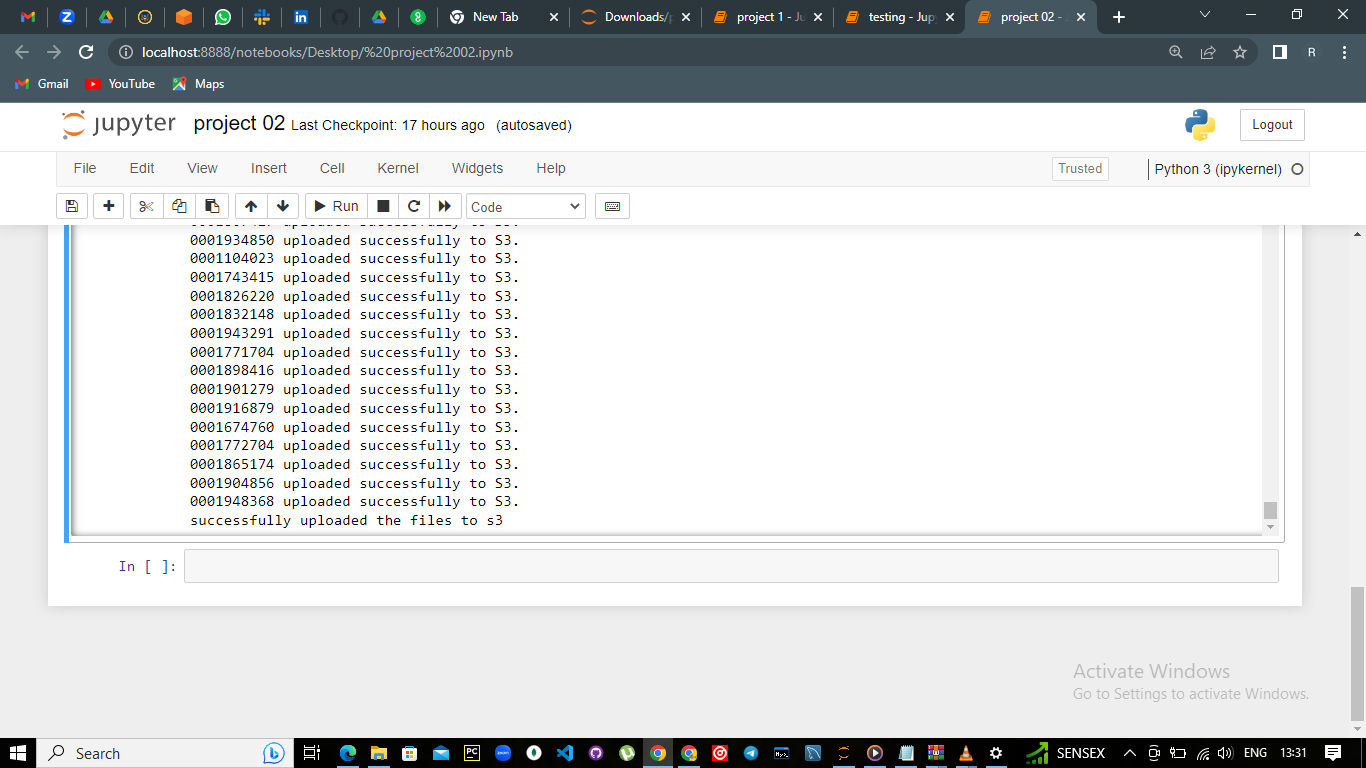 New Tab
Downloads/p
project 1 - Ju
testing - Jup
project 02 -
localhost:8888/notebooks/Desktop/%20project%2002.ipynb
R
Gmail
YouTube
Maps
jupyter project 02 Last Checkpoint: 17 hours ago (autosaved)
Logout
File Edit View Insert Cell Kernel Widgets Help
Trusted
Python 3 (ipykernel)
Run
Code
uploaded successfully to S3.
0001934850 uploaded successfully to S3.
0001104023 uploaded successfully to S3.
0001743415 uploaded successfully to S3.
0001826220 uploaded successfully to S3.
0001832148 uploaded successfully to S3.
0001943291 uploaded successfully to S3.
0001771704 uploaded successfully to S3.
0001898416 uploaded successfully to S3.
0001901279 uploaded successfully to S3.
0001916879 uploaded successfully to S3.
0001674760 uploaded successfully to S3.
0001772704 uploaded successfully to S3.
0001865174 uploaded successfully to S3.
0001904856 uploaded successfully to S3.
0001948368 uploaded successfully to S3.
successfully uploaded the files to s3
In [ ]:
Activate Windows
Go to Settings to activate Windows.
Search
PC
SENSEX
ENG
13:31